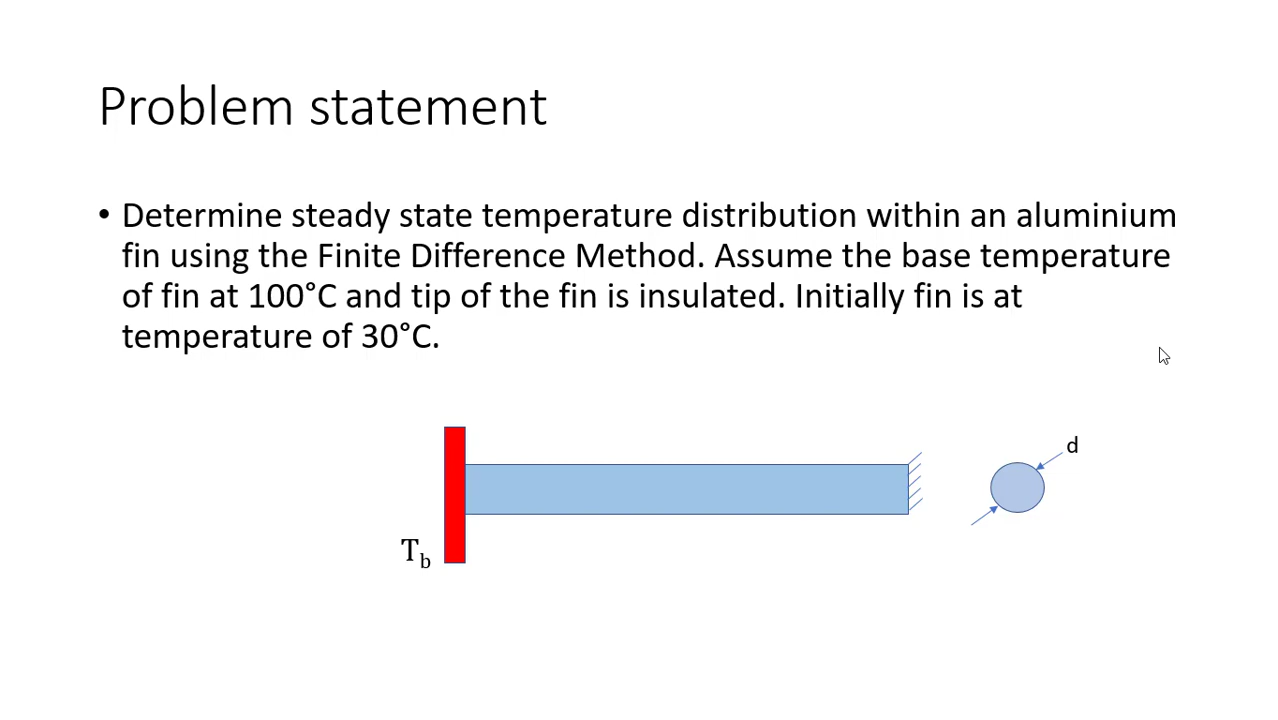 Problem statement
• Determine steady state temperature distribution within an aluminium
fin using the Finite Difference Method. Assume the base temperature
of fin at 100°C and tip of the fin is insulated. Initially fin is at
temperature of 30°C.
d
T_b